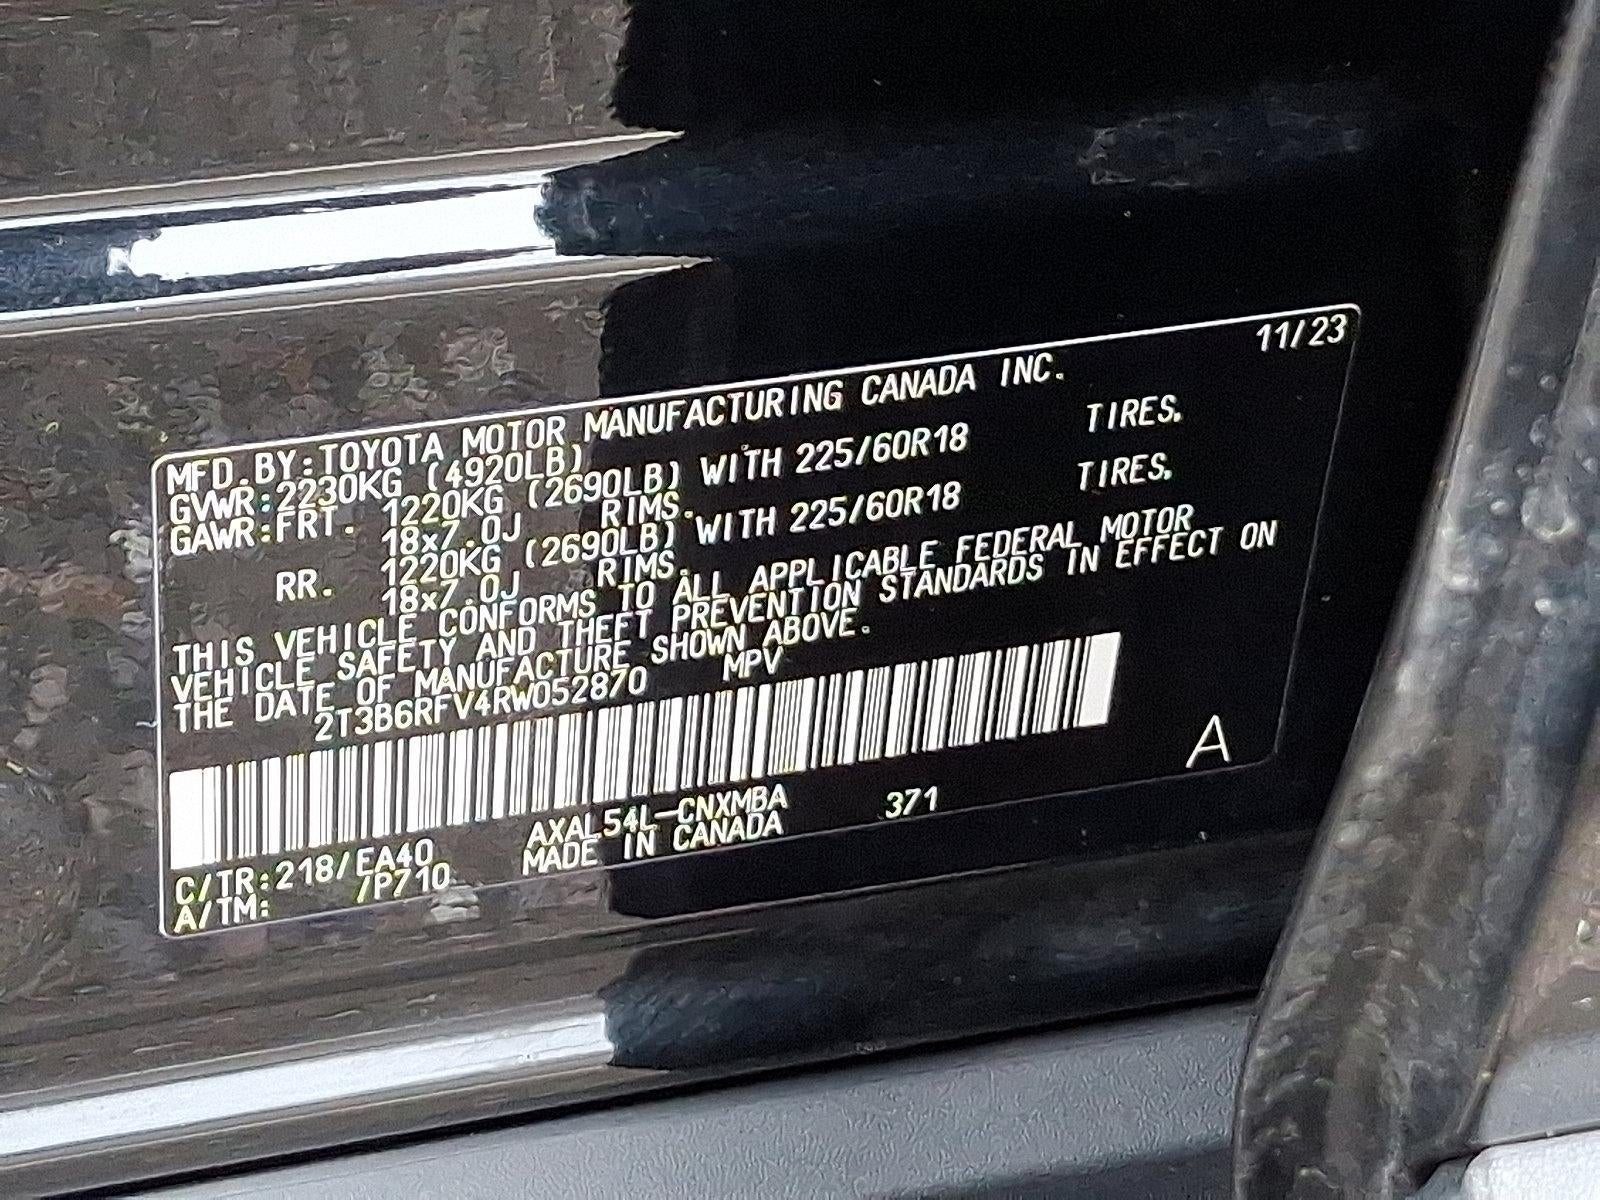 11/23
MFD.BY:TOYOTA MOTOR MANUFACTURING CANADA INC.
GVWR:2230KG (4920LB)
GAWR:FRT. 1220KG (2690LB) WITH 225/60R18 TIRES.
18x7.0J RIMS.
RR. 1220KG (2690LB) WITH 225/60R18 TIRES.
18x7.0J RIMS.
THIS VEHICLE CONFORMS TO ALL APPLICABLE FEDERAL MOTOR
VEHICLE SAFETY AND THEFT PREVENTION STANDARDS IN EFFECT ON
THE DATE OF MANUFACTURE SHOWN ABOVE.
2T3B6RFV4RW052870 MPV
A
AXAL54L-CNXMBA 371
C/TR:218/EA40 MADE IN CANADA
A/TM: /P710